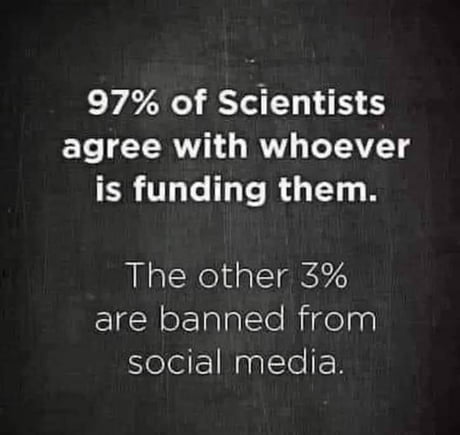 97% of Scientists
agree with whoever
is funding them.
The other 3%
are banned from
social media.